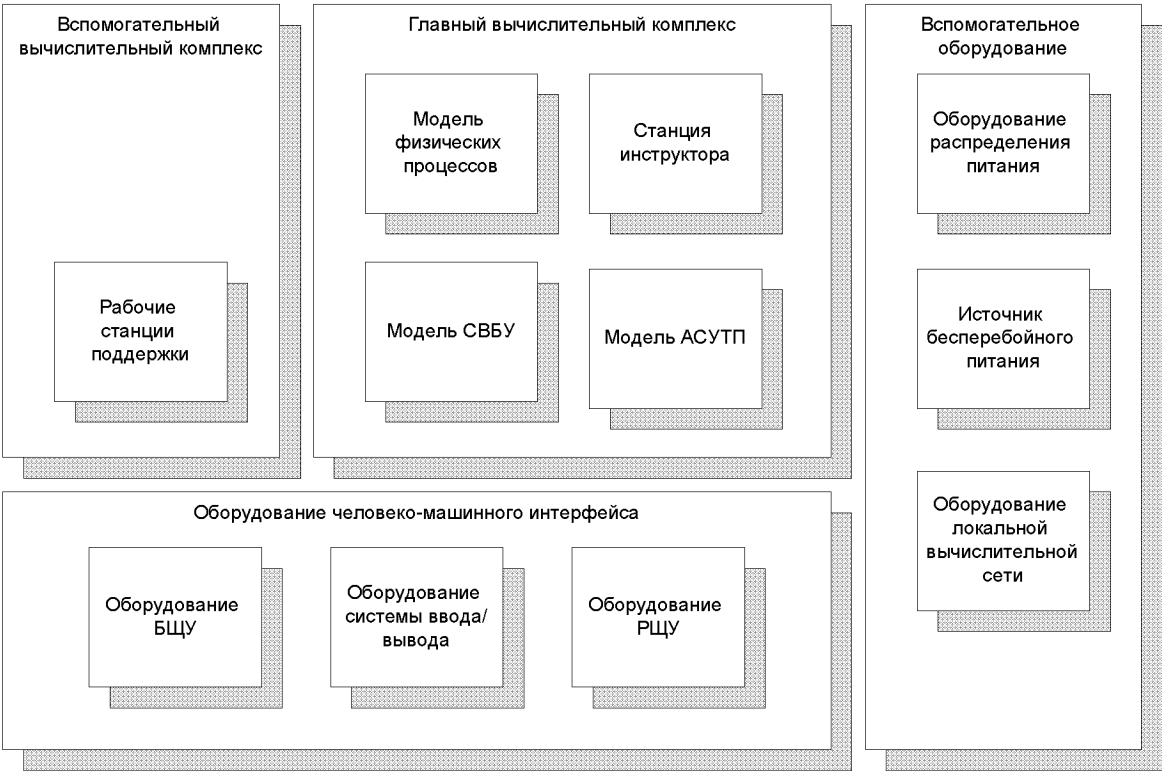 Вспомогательный
вычислительный комплекс
Рабочие
станции
поддержки
Главный вычислительный комплекс
Модель
физических
процессов
Станция
инструктора
Модель СВБУ
Модель АСУТП
Вспомогательное
оборудование
Оборудование
распределения
питания
Источник
бесперебойного
питания
Оборудование
локальной
вычислительной
сети
Оборудование человеко-машинного интерфейса
Оборудование
БЩУ
Оборудование
системы ввода/
вывода
Оборудование
РЩУ